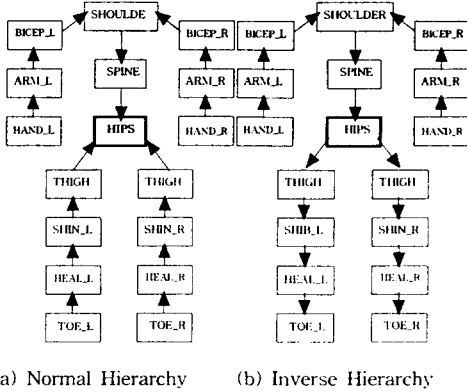 SHOULDE
BICEP_L
BICEP_R
SPINE
ARM_L
ARM_R
HAND_L
HIPS
HAND_R
THIGH
THIGH
SHIN_L
SHIN_R
HEAL_L
HEAL_R
TOE_L
TOE_R
a) Normal Hierarchy
SHOULDER
BICEP_L
BICEP_R
SPINE
ARM_L
ARM_R
HAND_L
HIPS
HAND_R
THIGH
THIGH
SHIB_L
SHIN_R
HEAL_L
HEAL_R
TOE_L
TOE_R
(b) Inverse Hierarchy